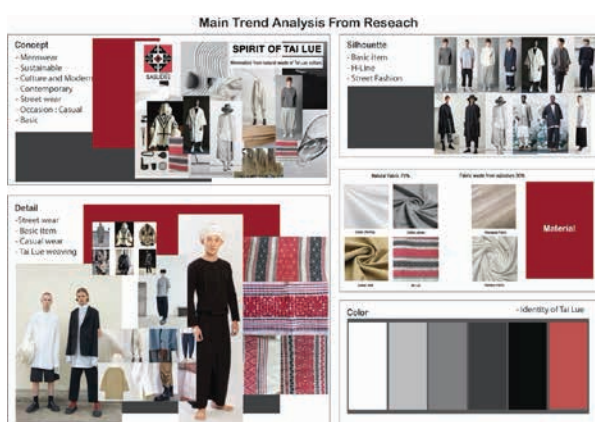 Main Trend Analysis From Reseach
Concept
- Menswear
- Sustainable
- Culture and Modern
- Contemporary
- Street wear
- Occasion : Casual
- Basic
SPIRIT OF TAI LUE
Silhouette
- Basic item
- H-Line
- Street Fashion
Detail
-Street wear
- Basic item
- Casual wear
- Tai Lue weaving
Material
Color
- Identity of Tai Lue